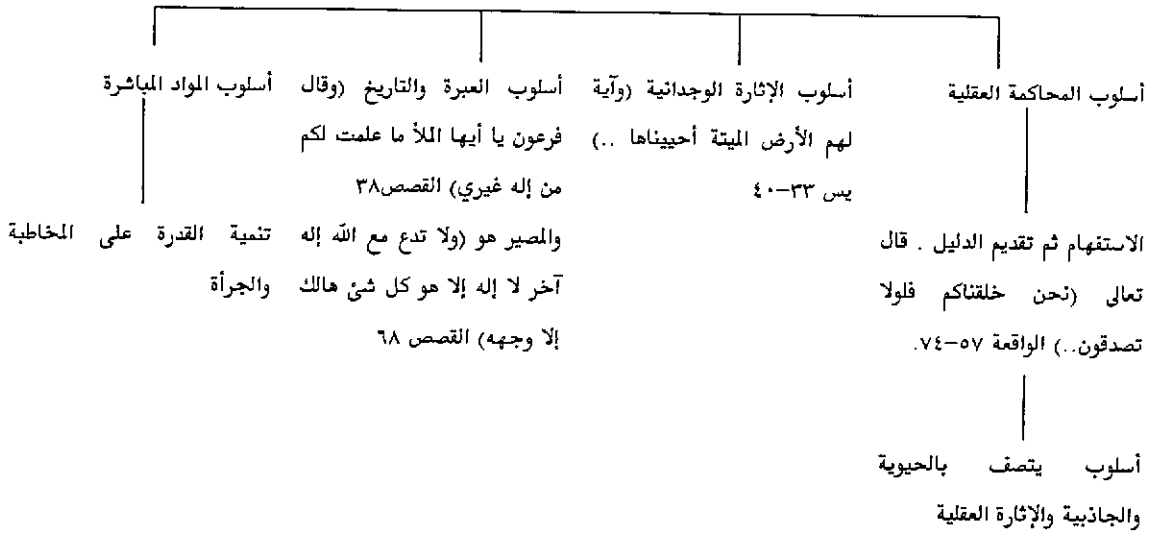 أسلوب المحاكمة العقلية
الاستفهام ثم تقديم الدليل . قال
تعالى (نحن خلقناكم فلولا
تصدقون..) الواقعة ٥٧-٧٤.
أسلوب يتصف بالحيوية
والجاذبية والإثارة العقلية
أسلوب الإثارة الوجدانية (وآية
لهم الأرض الميتة أحييناها ..)
يس ٣٣-٤٠
أسلوب العبرة والتاريخ (وقال
فرعون يا أيها الملأ ما علمت لكم
من إله غيري) القصص٣٨
والمصير هو (ولا تدع مع الله إله
آخر لا إله إلا هو كل شئ هالك
إلا وجهه) القصص ٦٨
أسلوب المواد المباشرة
تنمية القدرة على المخاطبة
والجرأة